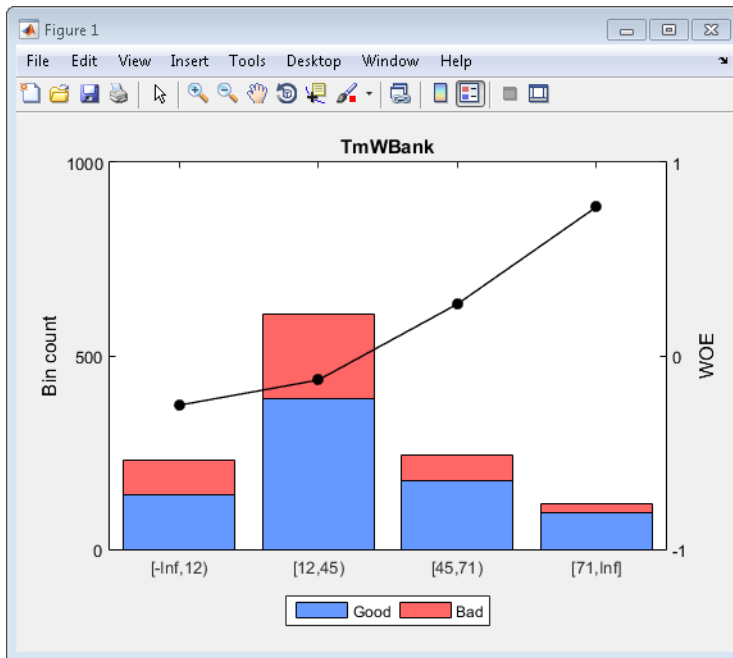 Figure 1
File Edit View Insert Tools Desktop Window Help
TmWBank
1000
500
0
Bin count
1
0
-1
WOE
[-Inf,12) [12,45) [45,71) [71,Inf]
Good Bad